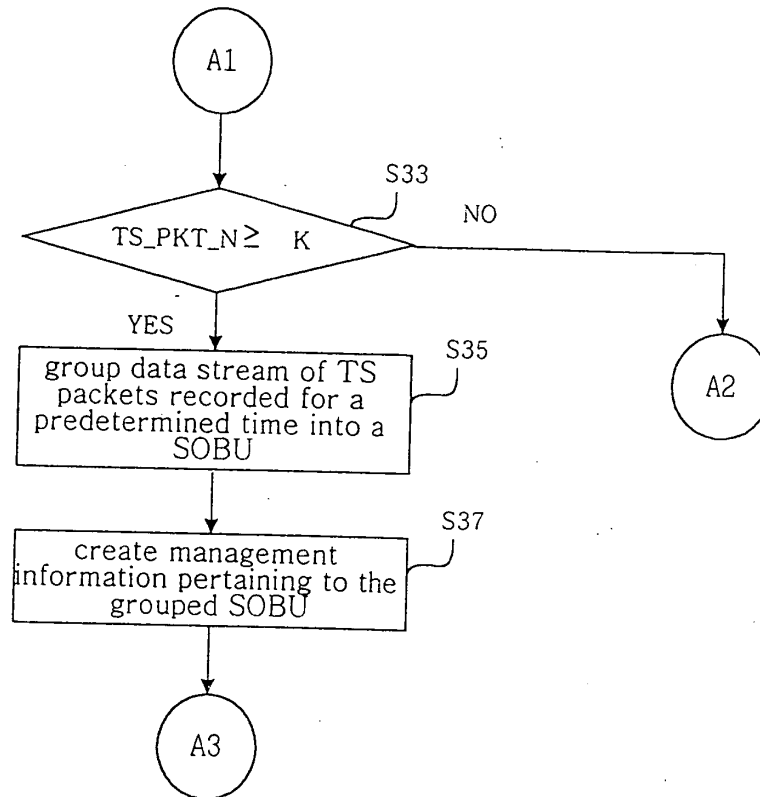 A1
S33
TS_PKT_N ≥ K
NO
YES
S35
group data stream of TS
packets recorded for a
predetermined time into a
SOBU
A2
S37
create management
information pertaining to the
grouped SOBU
A3